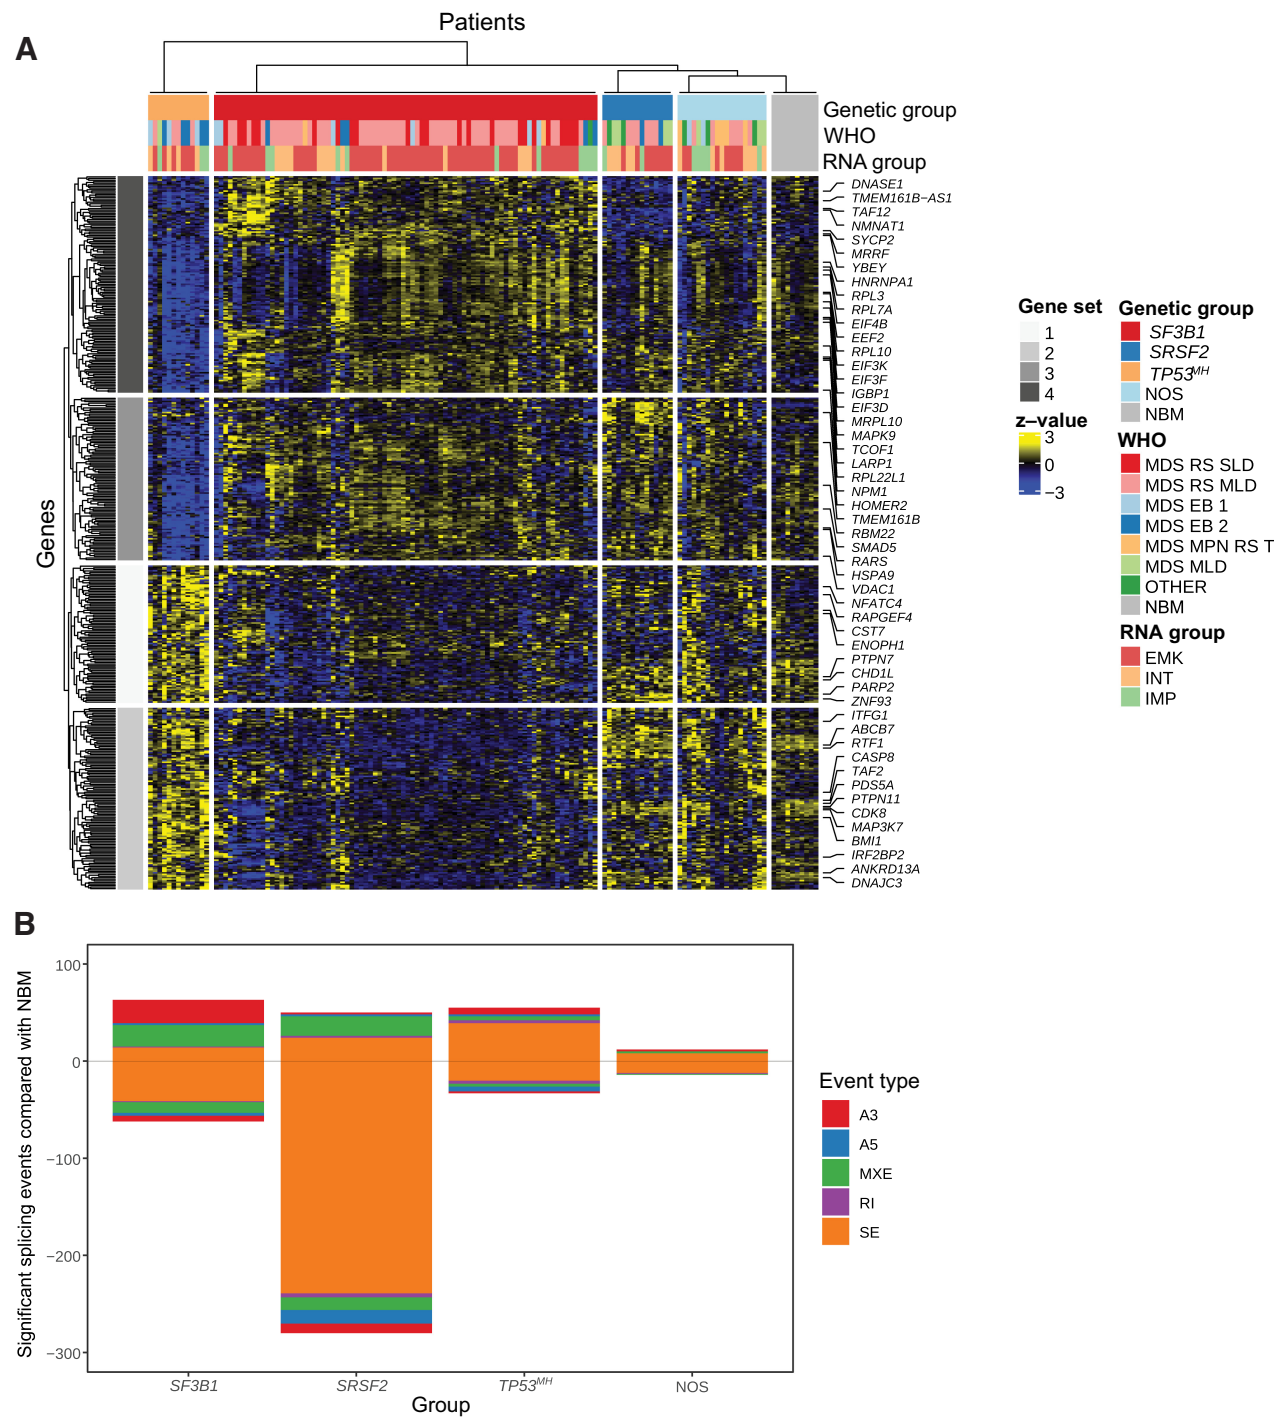 A
Patients
Genetic group
WHO
RNA group
Genes
DNASE1
TMEM161B−AS1
TAF12
NMNAT1
SYCP2
MRRF
YBEY
HNRNPA1
RPL3
RPL7A
EIF4B
EEF2
RPL10
EIF3K
EIF3F
IGBP1
EIF3D
MRPL10
MAPK9
TCOF1
LARP1
RPL22L1
NPM1
HOMER2
TMEM161B
RBM22
SMAD5
RARS
HSPA9
VDAC1
NFATC4
RAPGEF4
CST7
ENOPH1
PTPN7
CHD1L
PARP2
ZNF93
ITFG1
ABCB7
RTF1
CASP8
TAF2
PDS5A
PTPN11
CDK8
MAP3K7
BMI1
IRF2BP2
ANKRD13A
DNAJC3
Gene set
1
2
3
4
z−value
3
0
−3
Genetic group
SF3B1
SRSF2
TP53MH
NOS
NBM
WHO
MDS RS SLD
MDS RS MLD
MDS EB 1
MDS EB 2
MDS MPN RS T
MDS MLD
OTHER
NBM
RNA group
EMK
INT
IMP
B
Significant splicing events compared with NBM
100
0
−100
−200
−300
SF3B1
SRSF2
TP53MH
NOS
Group
Event type
A3
A5
MXE
RI
SE